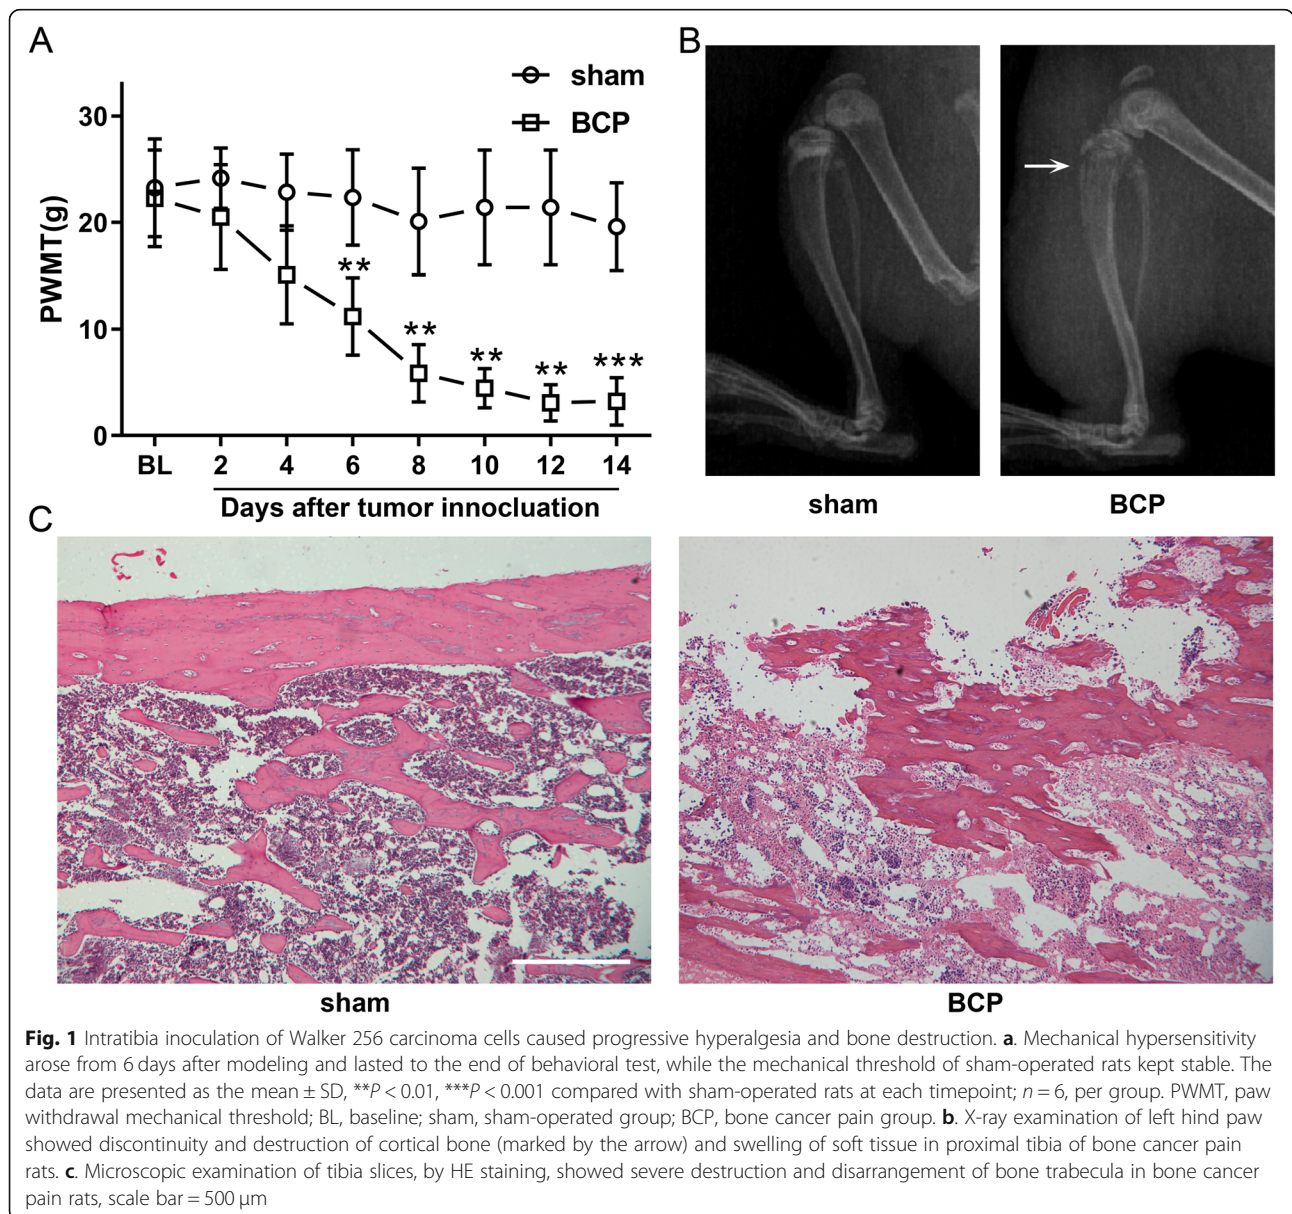 A
B
sham
BCP
PWMT(g)
30
20
10
0
**
**
**
**
***
BL 2 4 6 8 10 12 14
Days after tumor innocluation
sham
BCP
C
sham
BCP
Fig. 1 Intratibia inoculation of Walker 256 carcinoma cells caused progressive hyperalgesia and bone destruction. a. Mechanical hypersensitivity
arose from 6 days after modeling and lasted to the end of behavioral test, while the mechanical threshold of sham-operated rats kept stable. The
data are presented as the mean ± SD, **P < 0.01, ***P < 0.001 compared with sham-operated rats at each timepoint; n = 6, per group. PWMT, paw
withdrawal mechanical threshold; BL, baseline; sham, sham-operated group; BCP, bone cancer pain group. b. X-ray examination of left hind paw
showed discontinuity and destruction of cortical bone (marked by the arrow) and swelling of soft tissue in proximal tibia of bone cancer pain
rats. c. Microscopic examination of tibia slices, by HE staining, showed severe destruction and disarrangement of bone trabecula in bone cancer
pain rats, scale bar = 500 μm